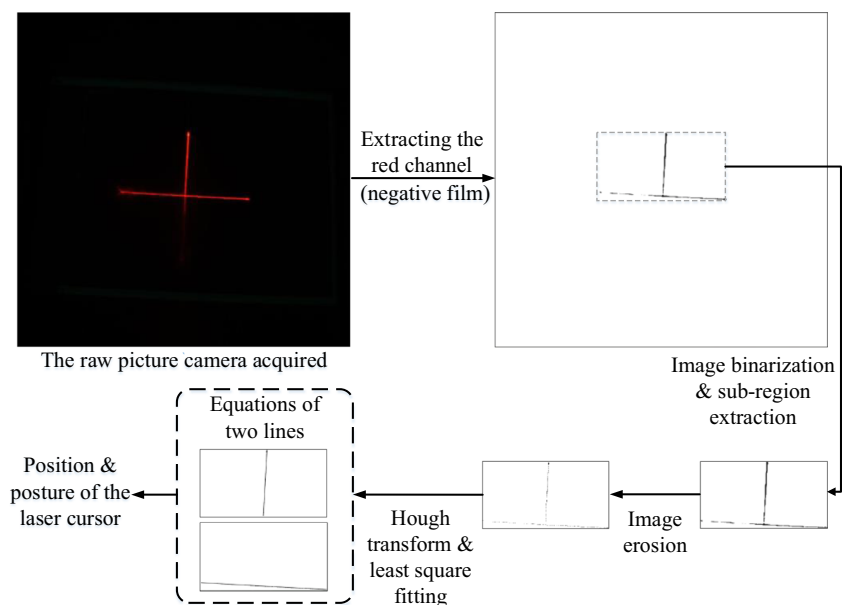 Extracting the
red channel
(negative film)
The raw picture camera acquired
Image binarization
& sub-region
extraction
Image
erosion
Hough
transform &
least square
fitting
Equations of
two lines
Position &
posture of the
laser cursor